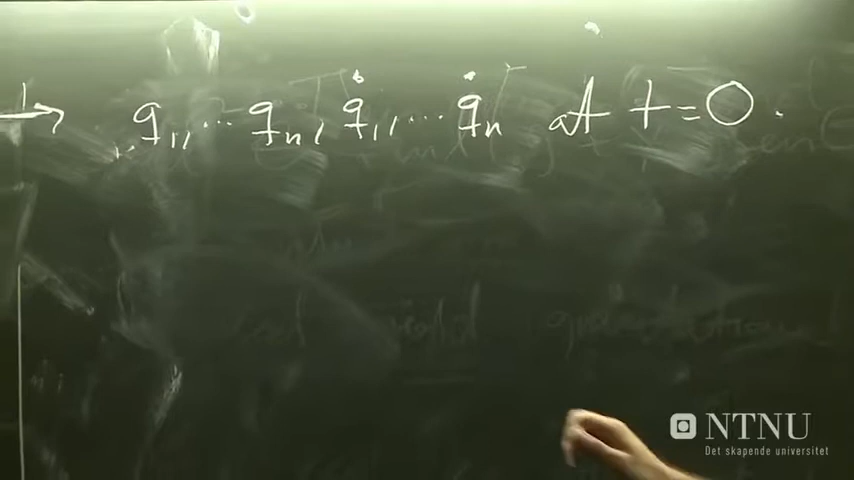 → q₁, ... qₙ, q̇₁, ... q̇ₙ at t = 0.
NTNU
Det skapende universitet